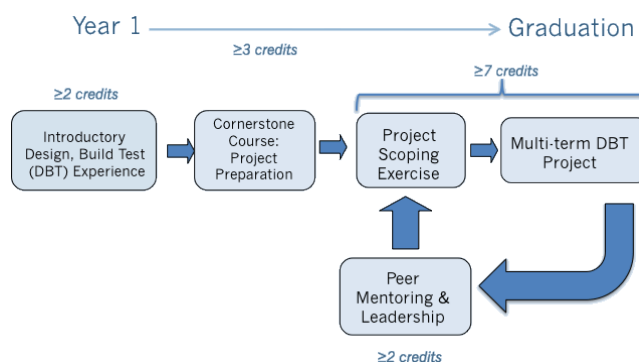 Year 1
Graduation
≥3 credits
≥7 credits
≥2 credits
Introductory
Design, Build Test
(DBT) Experience
Cornerstone
Course:
Project
Preparation
Project
Scoping
Exercise
Multi-term DBT
Project
Peer
Mentoring &
Leadership
≥2 credits